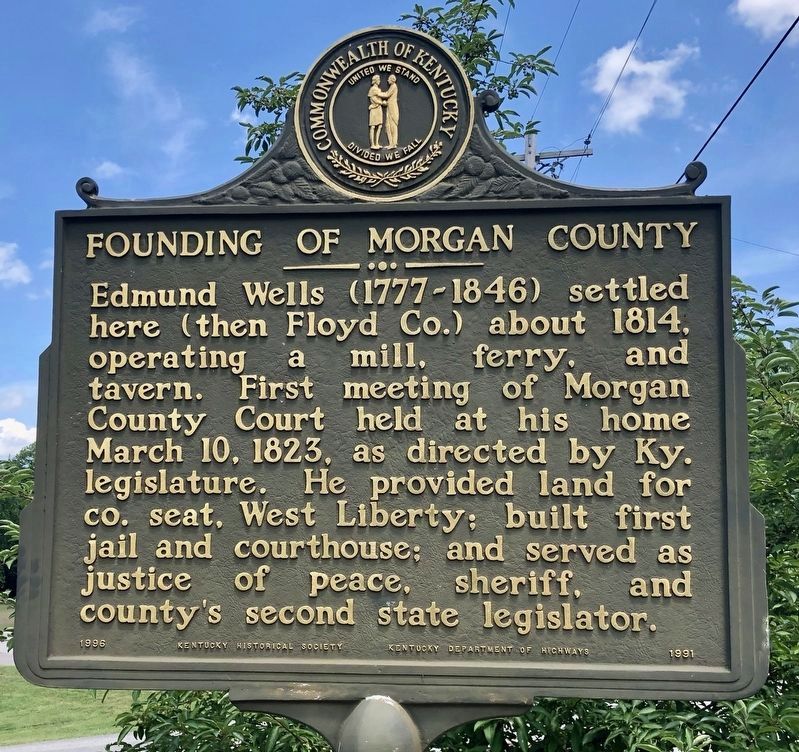 COMMONWEALTH OF KENTUCKY
UNITED WE STAND
DIVIDED WE FALL
FOUNDING OF MORGAN COUNTY
Edmund Wells (1777-1846) settled
here (then Floyd Co.) about 1814,
operating a mill, ferry, and
tavern. First meeting of Morgan
County Court held at his home
March 10, 1823, as directed by Ky.
legislature. He provided land for
co. seat, West Liberty; built first
jail and courthouse; and served as
justice of peace, sheriff, and
county's second state legislator.
1996 KENTUCKY HISTORICAL SOCIETY KENTUCKY DEPARTMENT OF HIGHWAYS 1991